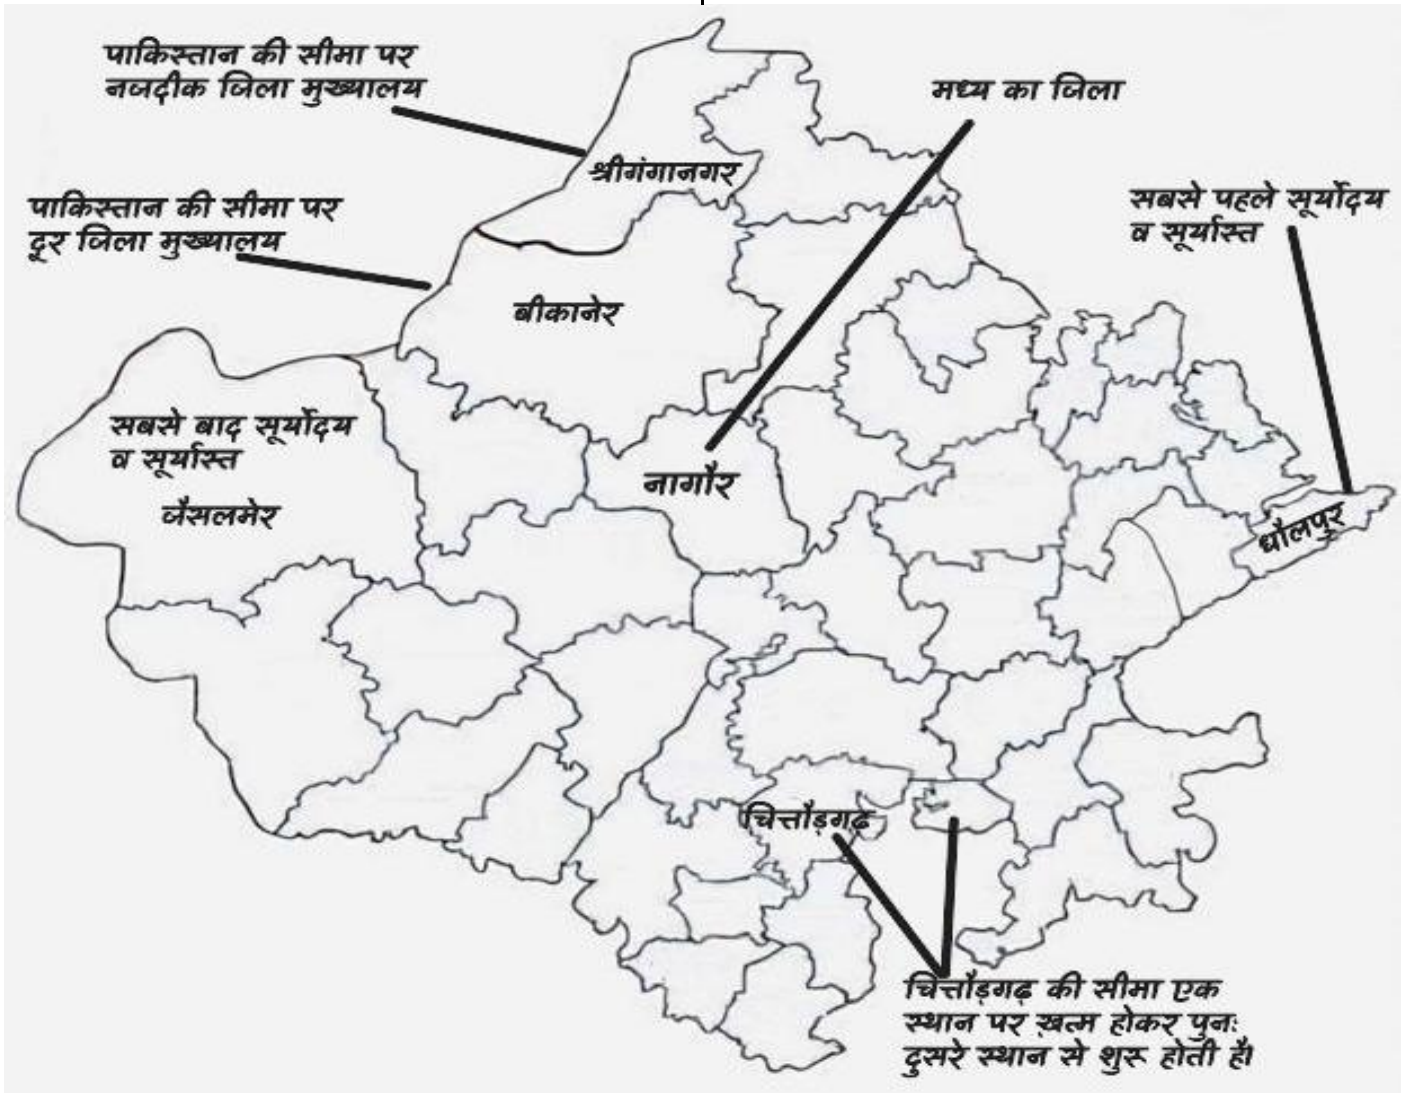 पाकिस्तान की सीमा पर
नजदीक जिला मुख्यालय
मध्य का जिला
श्रीगंगानगर
पाकिस्तान की सीमा पर
दूर जिला मुख्यालय
सबसे पहले सूर्योदय
व सूर्यास्त
बीकानेर
सबसे बाद सूर्योदय
व सूर्यास्त
जैसलमेर
नागौर
धौलपुर
चित्तौड़गढ़
चित्तौड़गढ़ की सीमा एक
स्थान पर ख़त्म होकर पुनः
दुसरे स्थान से शुरू होती है।